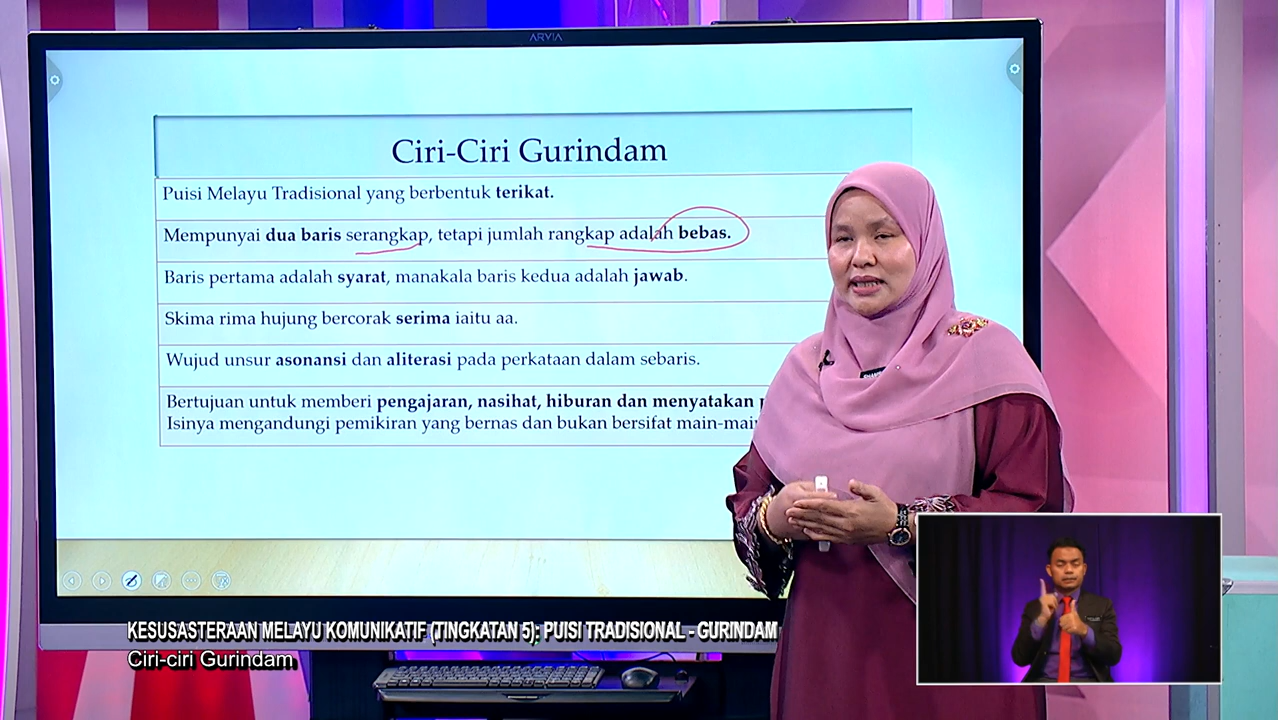 ARVIA
Ciri-Ciri Gurindam
Puisi Melayu Tradisional yang berbentuk terikat.
Mempunyai dua baris serangkap, tetapi jumlah rangkap adalah bebas.
Baris pertama adalah syarat, manakala baris kedua adalah jawab.
Skima rima hujung bercorak serima iaitu aa.
Wujud unsur asonansi dan aliterasi pada perkataan dalam sebaris.
Bertujuan untuk memberi pengajaran, nasihat, hiburan dan menyatakan
Isinya mengandungi pemikiran yang bernas dan bukan bersifat
KESUSASTERAAN MELAYU KOMUNIKATIF (TINGKATAN 5): PUISI TRADISIONAL - GURINDAM
Ciri-ciri Gurindam